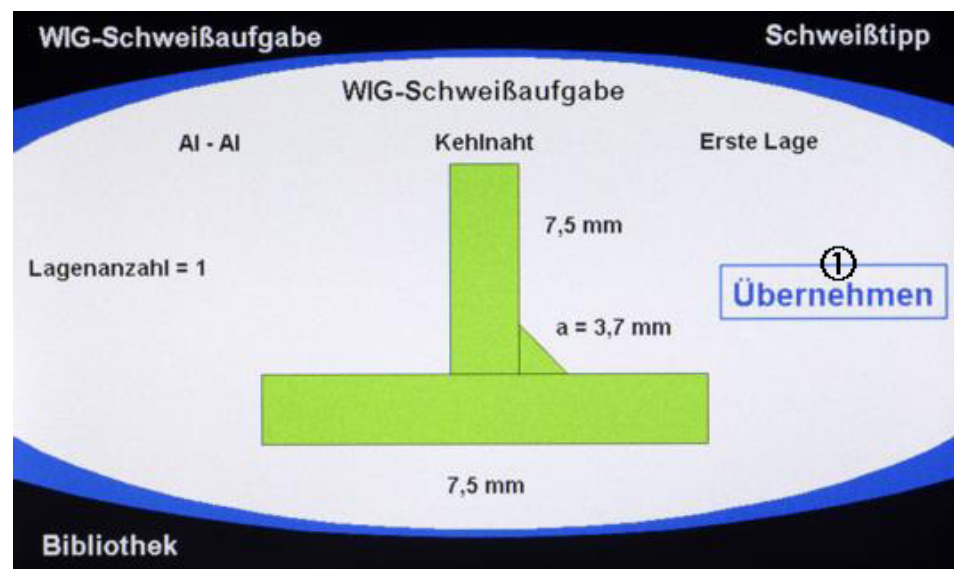 WIG-Schweißaufgabe
Schweißtipp
WIG-Schweißaufgabe
Al - Al
Kehlnaht
Erste Lage
7,5 mm
Lagenanzahl = 1
①
Übernehmen
a = 3,7 mm
7,5 mm
Bibliothek